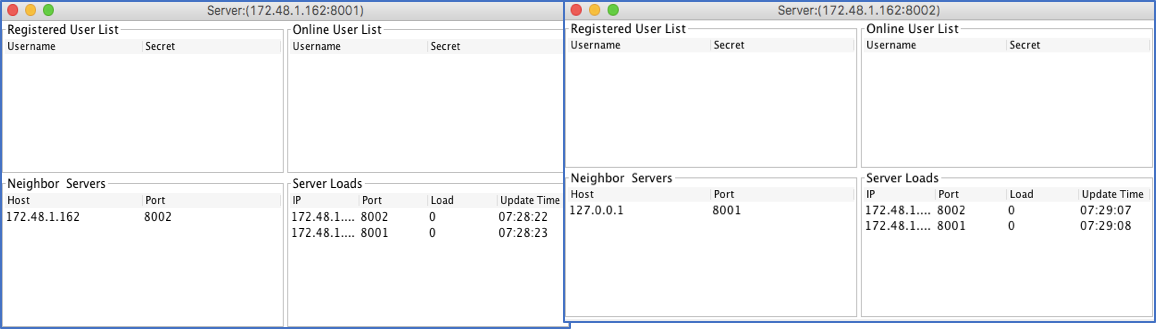 Server:(172.48.1.162:8001)
Registered User List
Username Secret
Online User List
Username Secret
Neighbor Servers
Host Port
172.48.1.162 8002
Server Loads
IP Port Load Update Time
172.48.1.... 8002 0 07:28:22
172.48.1.... 8001 0 07:28:23
Server:(172.48.1.162:8002)
Registered User List
Username Secret
Online User List
Username Secret
Neighbor Servers
Host Port
127.0.0.1 8001
Server Loads
IP Port Load Update Time
172.48.1.... 8002 0 07:29:07
172.48.1.... 8001 0 07:29:08